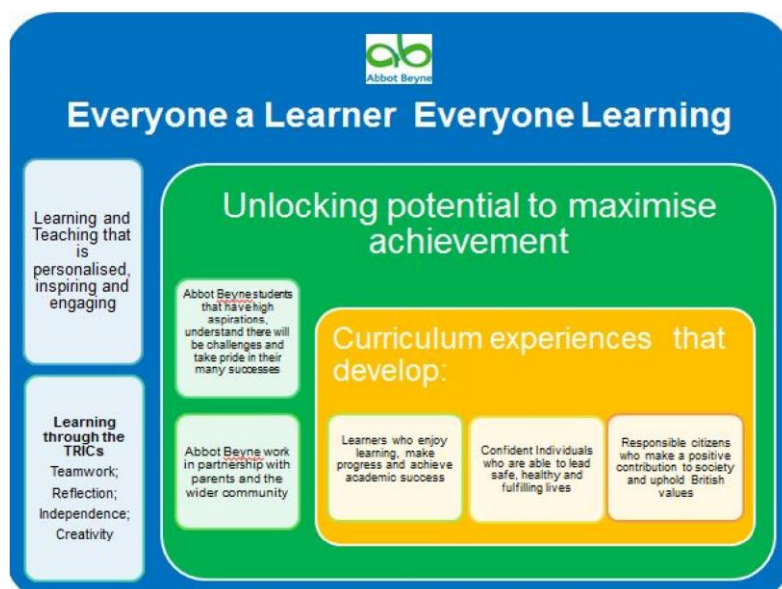 ab
Abbot Beyne
Everyone a Learner Everyone Learning
Learning and
Teaching that
is
personalised,
inspiring and
engaging
Learning
through the
TRICs
Teamwork;
Reflection;
Independence;
Creativity
Unlocking potential to maximise
achievement
Abbot Beyne students
that have high
aspirations,
understand there will
be challenges and
take pride in their
many successes
Abbot Beyne work
in partnership with
parents and the
wider community
Curriculum experiences that
develop:
Learners who enjoy
learning, make
progress and achieve
academic success
Confident Individuals
who are able to lead
safe, healthy and
fulfilling lives
Responsible citizens
who make a positive
contribution to society
and uphold British
values